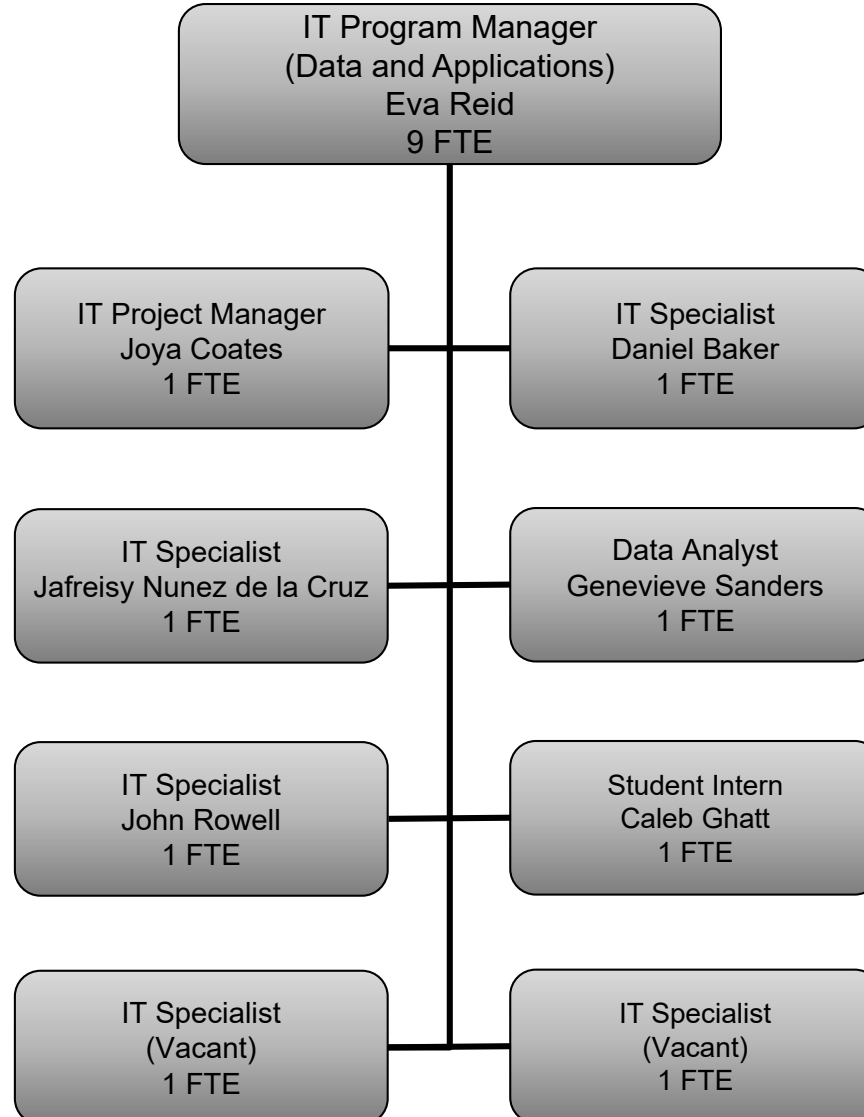 IT Program Manager
(Data and Applications)
Eva Reid
9 FTE
IT Project Manager
Joya Coates
1 FTE
IT Specialist
Daniel Baker
1 FTE
IT Specialist
Jafreisy Nunez de la Cruz
1 FTE
Data Analyst
Genevieve Sanders
1 FTE
IT Specialist
John Rowell
1 FTE
Student Intern
Caleb Ghatt
1 FTE
IT Specialist
(Vacant)
1 FTE
IT Specialist
(Vacant)
1 FTE